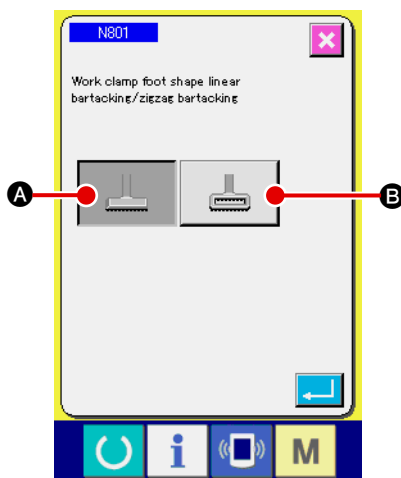 N801
Work clamp foot shape linear
bartacking/zigzag bartacking
A
B
i
M